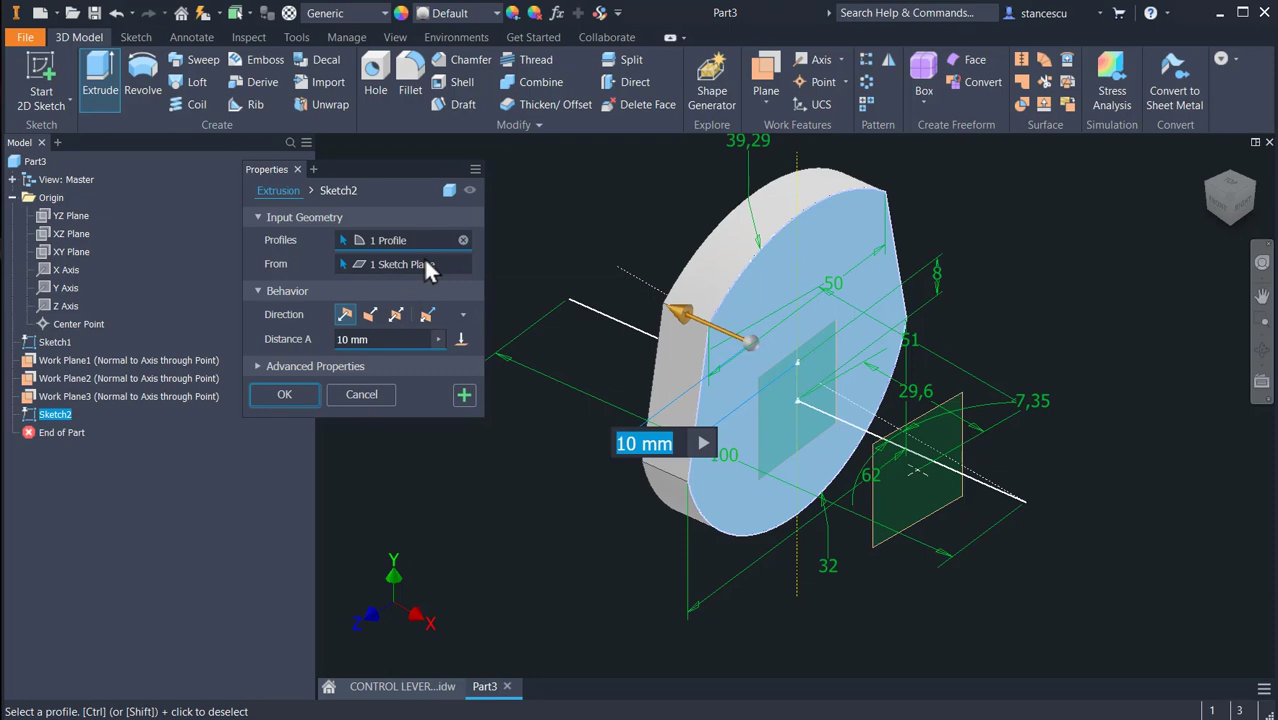 Generic
Default
fx
Part3
Search Help & Commands...
stancescu
File
3D Model
Sketch
Annotate
Inspect
Tools
Manage
View
Environments
Get Started
Collaborate
Start
2D Sketch
Extrude
Revolve
Sweep
Loft
Coil
Emboss
Derive
Rib
Decal
Import
Unwrap
Hole
Fillet
Chamfer
Shell
Draft
Thread
Combine
Thicken/ Offset
Split
Direct
Delete Face
Shape
Generator
Plane
Axis
Point
UCS
Box
Face
Convert
Stress
Analysis
Convert to
Sheet Metal
Sketch
Create
Modify
Explore
Work Features
Pattern
Create Freeform
Surface
Simulation
Convert
Model
Part3
View: Master
Origin
YZ Plane
XZ Plane
XY Plane
X Axis
Y Axis
Z Axis
Center Point
Sketch1
Work Plane1 (Normal to Axis through Point)
Work Plane2 (Normal to Axis through Point)
Work Plane3 (Normal to Axis through Point)
Sketch2
End of Part
Properties
Extrusion > Sketch2
Input Geometry
Profiles 1 Profile
From 1 Sketch Plane
Behavior
Direction
Distance A 10 mm
Advanced Properties
OK Cancel
39,29
8
50
51
29,6
7,35
10 mm
100
62
32
FRONT RIGHT
Y
Z
X
CONTROL LEVER...idw
Part3
Select a profile. [Ctrl] (or [Shift]) + click to deselect
1 3